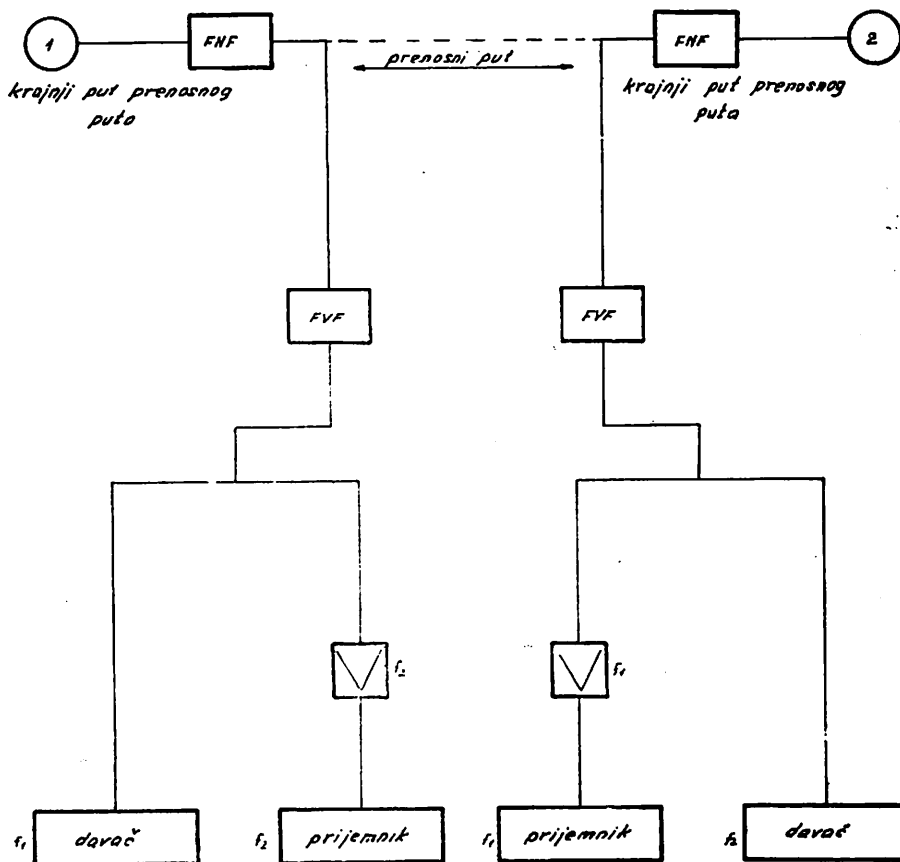 1
FNF
prenosni put
FNF
2
krajnji put prenosnog
puta
krajnji put prenosnog
puta
FVF
FVF
f2
f1
f1
davač
f2
prijemnik
f1
prijemnik
f2
davač